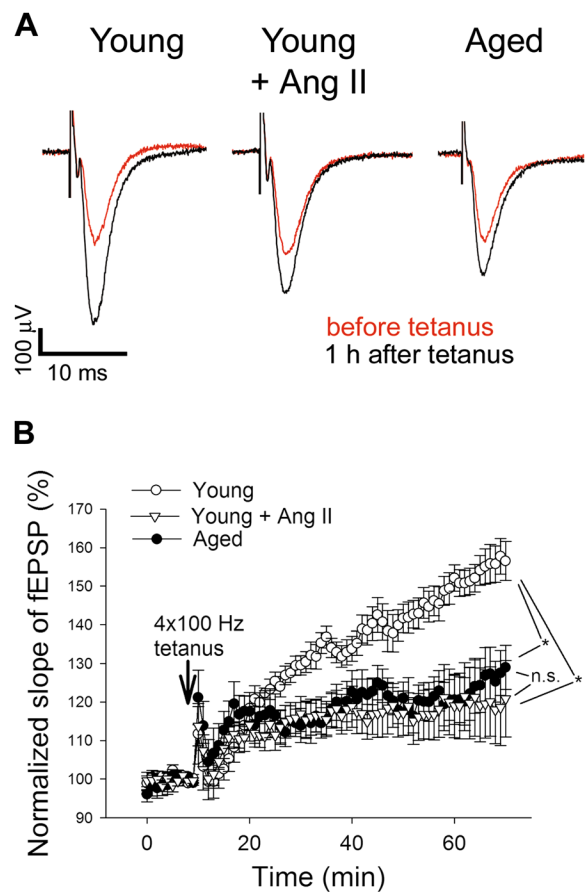 A
Young
Young
+ Ang II
Aged
100 µV
10 ms
before tetanus
1 h after tetanus
B
Normalized slope of fEPSP (%)
Young
Young + Ang II
Aged
170
160
150
140
130
120
110
100
90
4x100 Hz
tetanus
*
n.s.
*
0
20
40
60
Time (min)